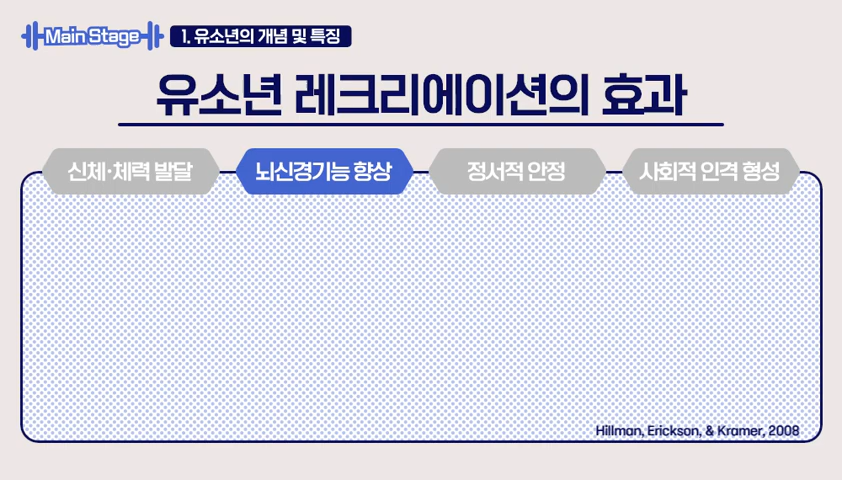 Main Stage
1. 유소년의 개념 및 특징
유소년 레크리에이션의 효과
신체·체력 발달
뇌신경기능 향상
정서적 안정
사회적 인격 형성
Hillman, Erickson, & Kramer, 2008